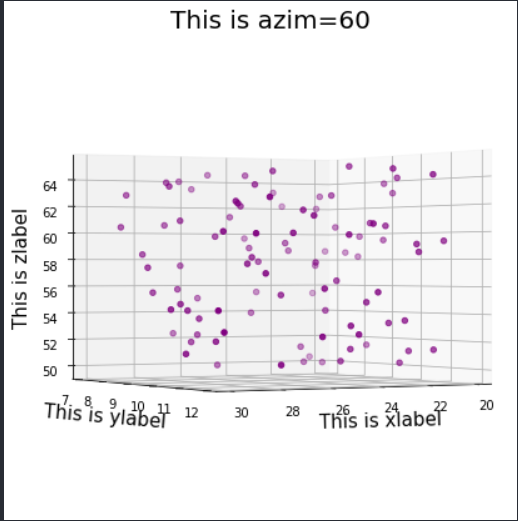 This is azim=60
64
62
60
58
56
54
52
50
This is zlabel
7 8 9 10 11 12
30 28 26 24 22 20
This is ylabel
This is xlabel